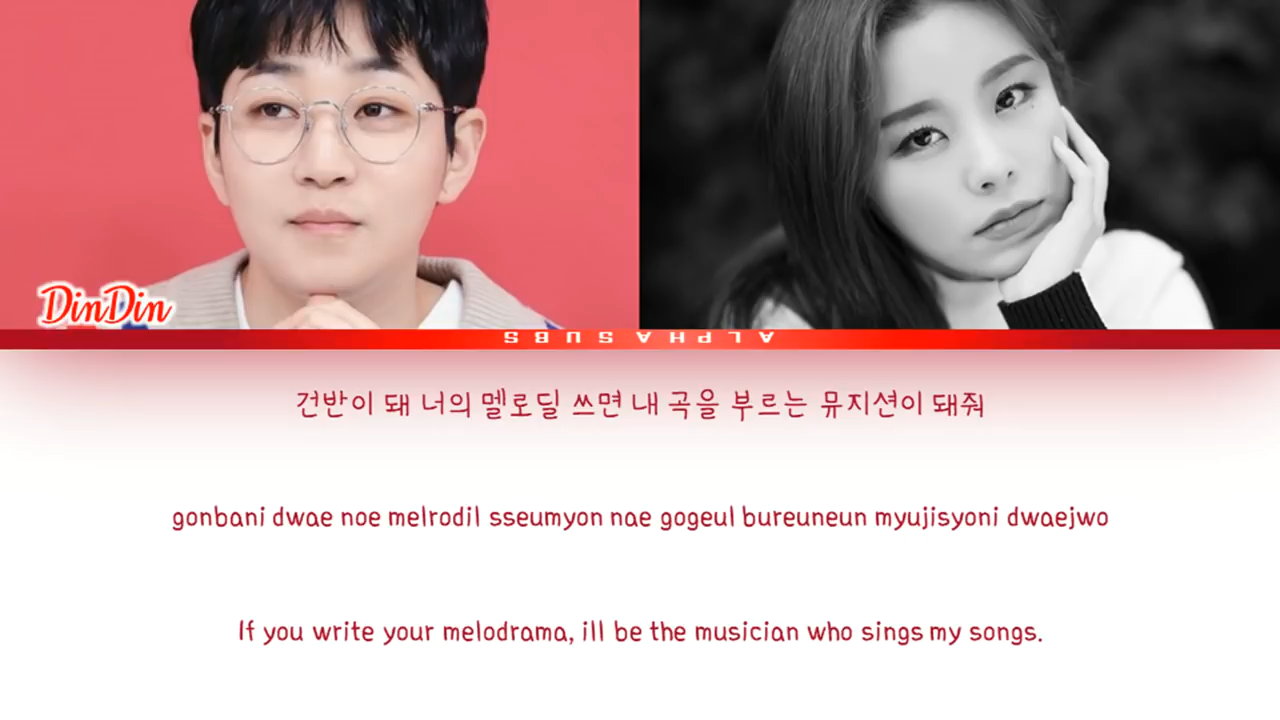 DinDin
ALPHA SUBS
건반이 돼 너의 멜로딜 쓰면 내 곡을 부르는 뮤지션이 돼줘
gonbani dwae noe melrodil sseumyon nae gogeul bureuneun myujisyoni dwaejwo
If you write your melodrama, ill be the musician who sings my songs.